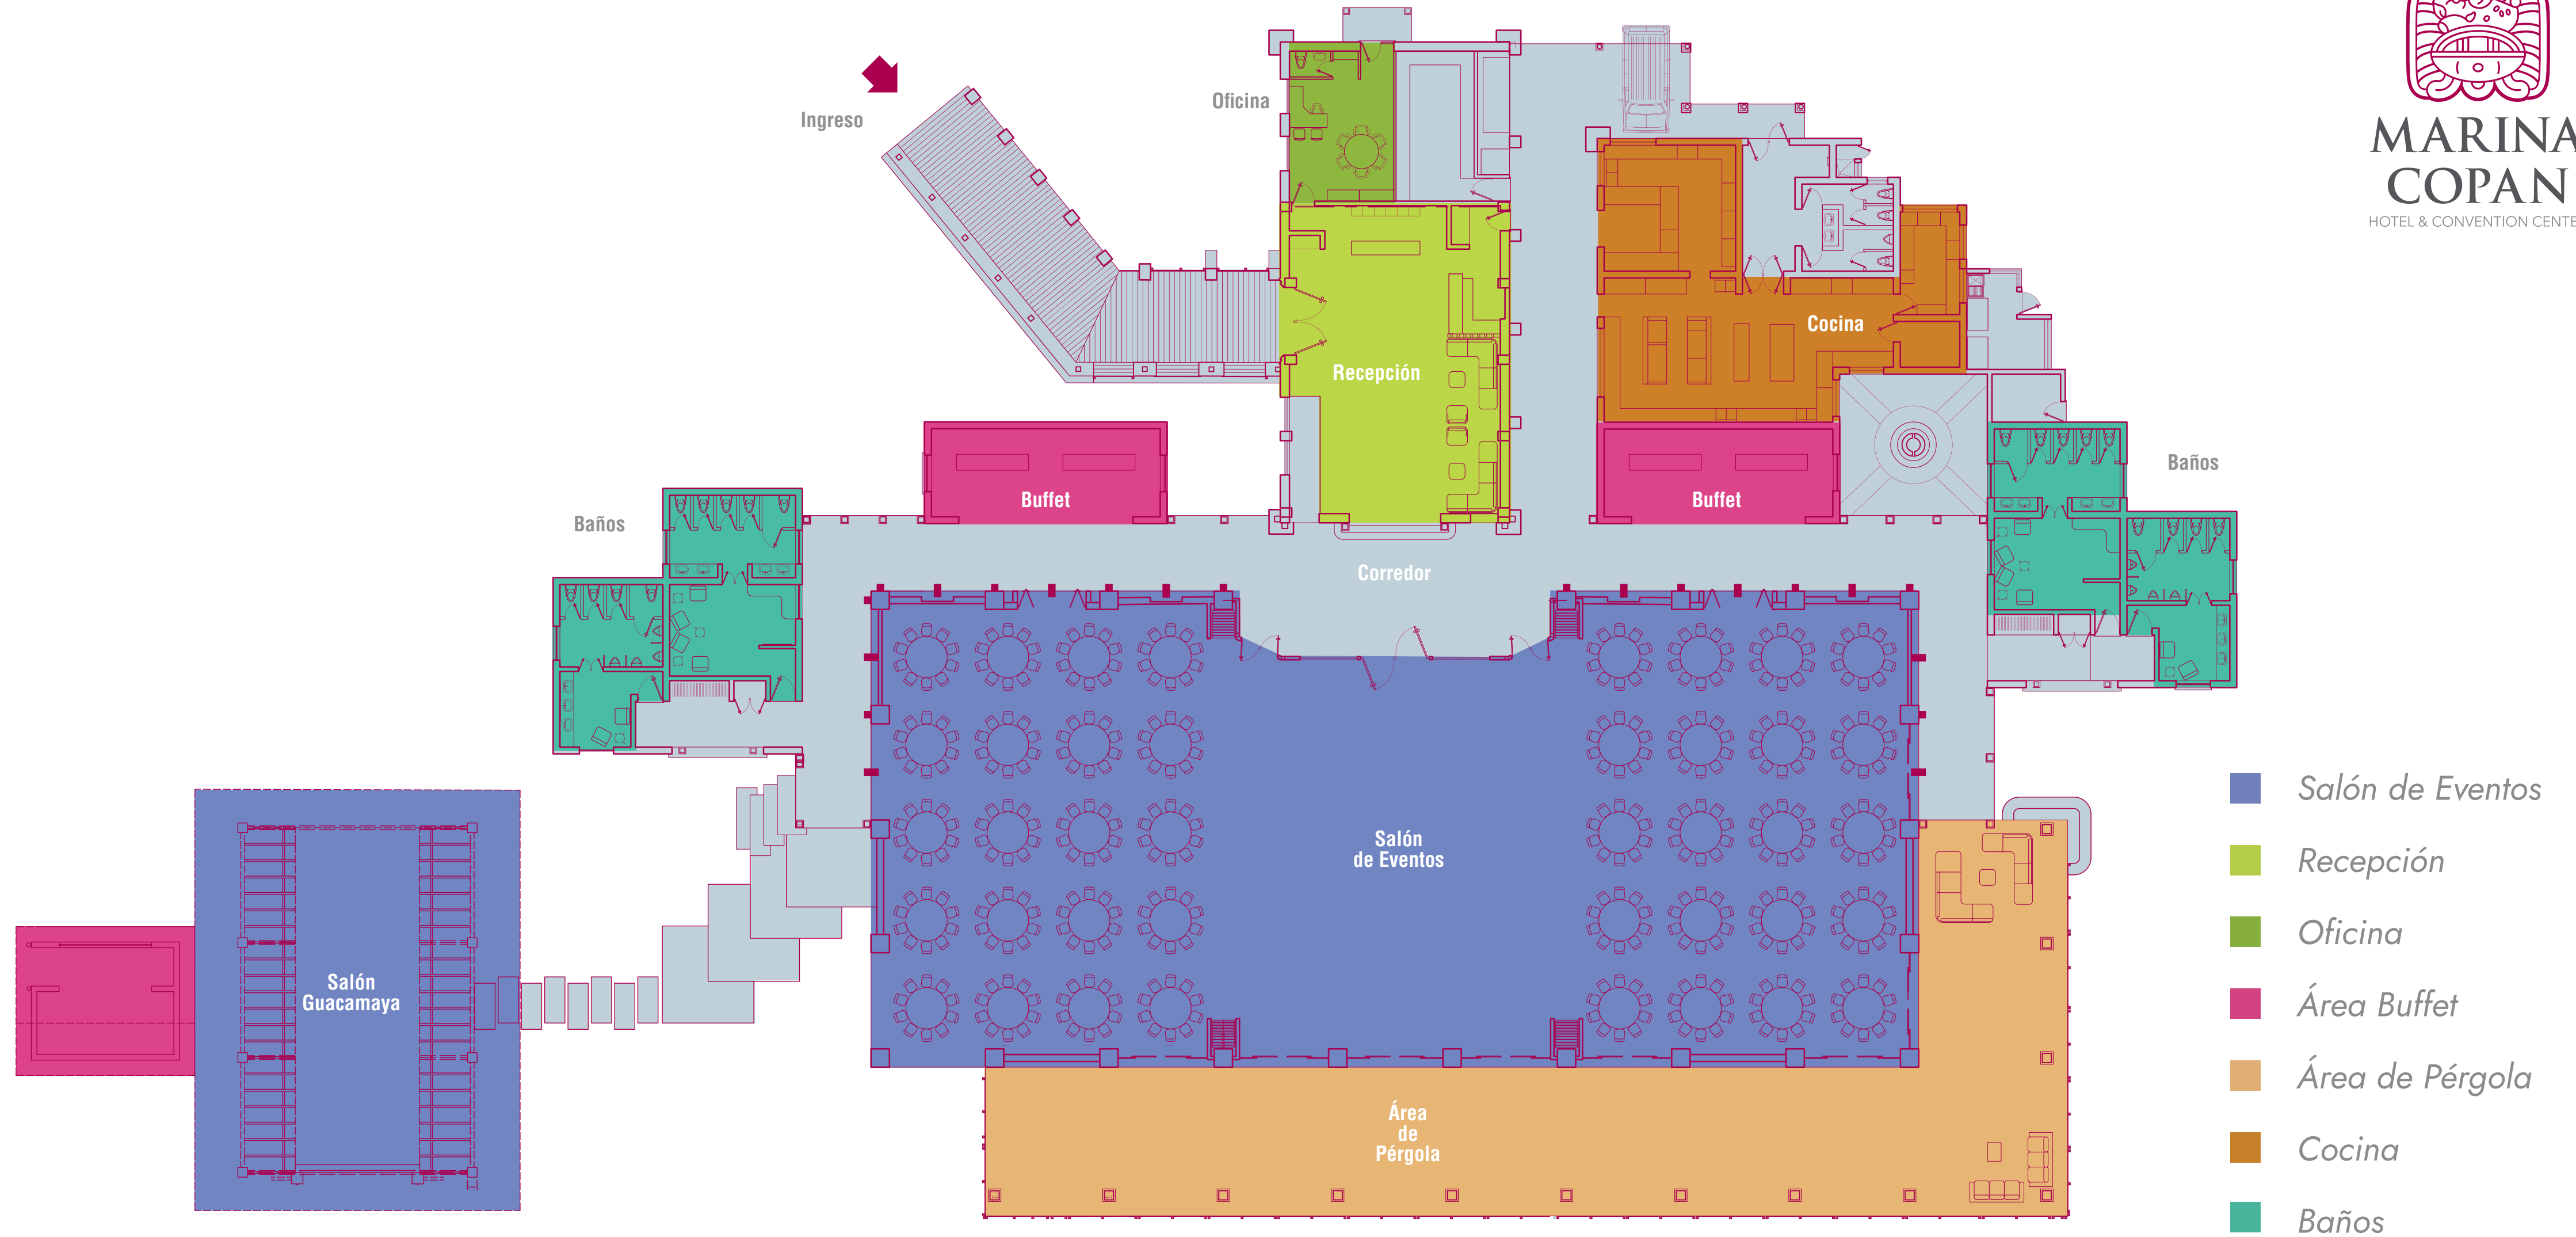 MARINA
COPAN
HOTEL & CONVENTION CENTE
Oficina
Ingreso
Cocina
Recepción
Baños
Buffet
Buffet
Baños
Corredor
Salón
de Eventos
Salón
Guacamaya
Área
de
Pérgola
Salón de Eventos
Recepción
Oficina
Área Buffet
Área de Pérgola
Cocina
Baños